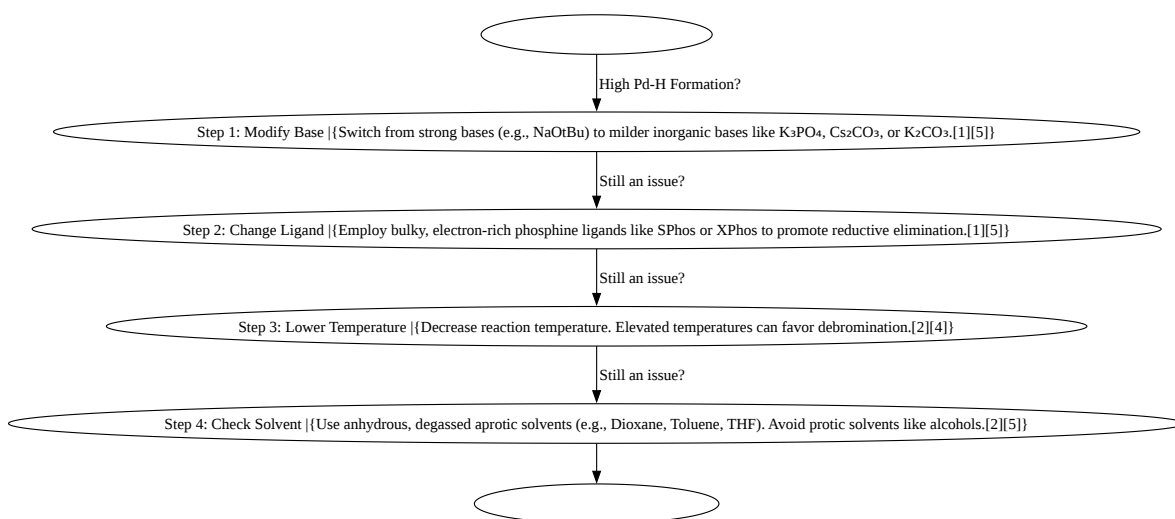 High Pd-H Formation?
Step 1: Modify Base |{Switch from strong bases (e.g., NaOtBu) to milder inorganic bases like K₃PO₄, Cs₂CO₃, or K₂CO₃.[1][5]}
Still an issue?
Step 2: Change Ligand |{Employ bulky, electron-rich phosphine ligands like SPhos or XPhos to promote reductive elimination.[1][5]}
Still an issue?
Step 3: Lower Temperature |{Decrease reaction temperature. Elevated temperatures can favor debromination.[2][4]}
Still an issue?
Step 4: Check Solvent |{Use anhydrous, degassed aprotic solvents (e.g., Dioxane, Toluene, THF). Avoid protic solvents like alcohols.[2][5]}